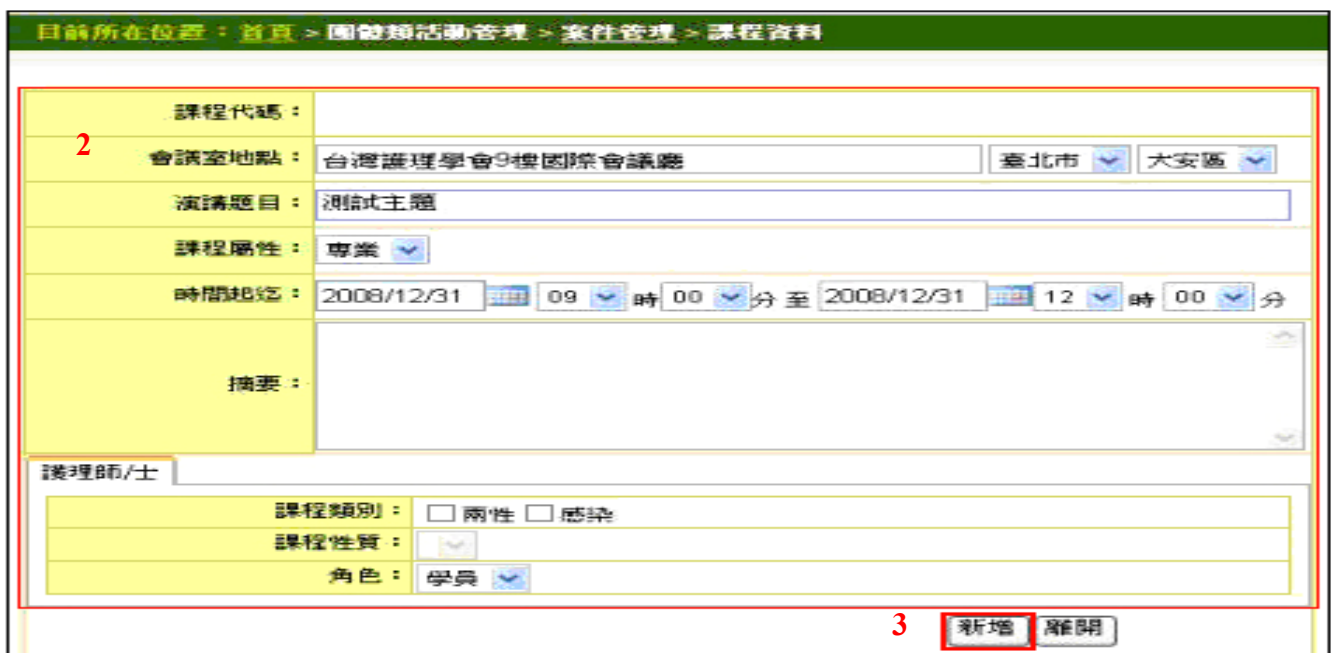 目前所在位置：首頁 > 團體類活動管理 > 案件管理 > 課程資料
課程代碼：
2
會議室地點： 台灣護理學會9樓國際會議廳 臺北市 大安區
演講題目： 測試主題
課程屬性： 專業
時間起迄： 2008/12/31 09 時 00 分 至 2008/12/31 12 時 00 分
摘要：
護理師/士
課程類別： 兩性 感染
課程性質：
角色： 學員
3 新增 離開